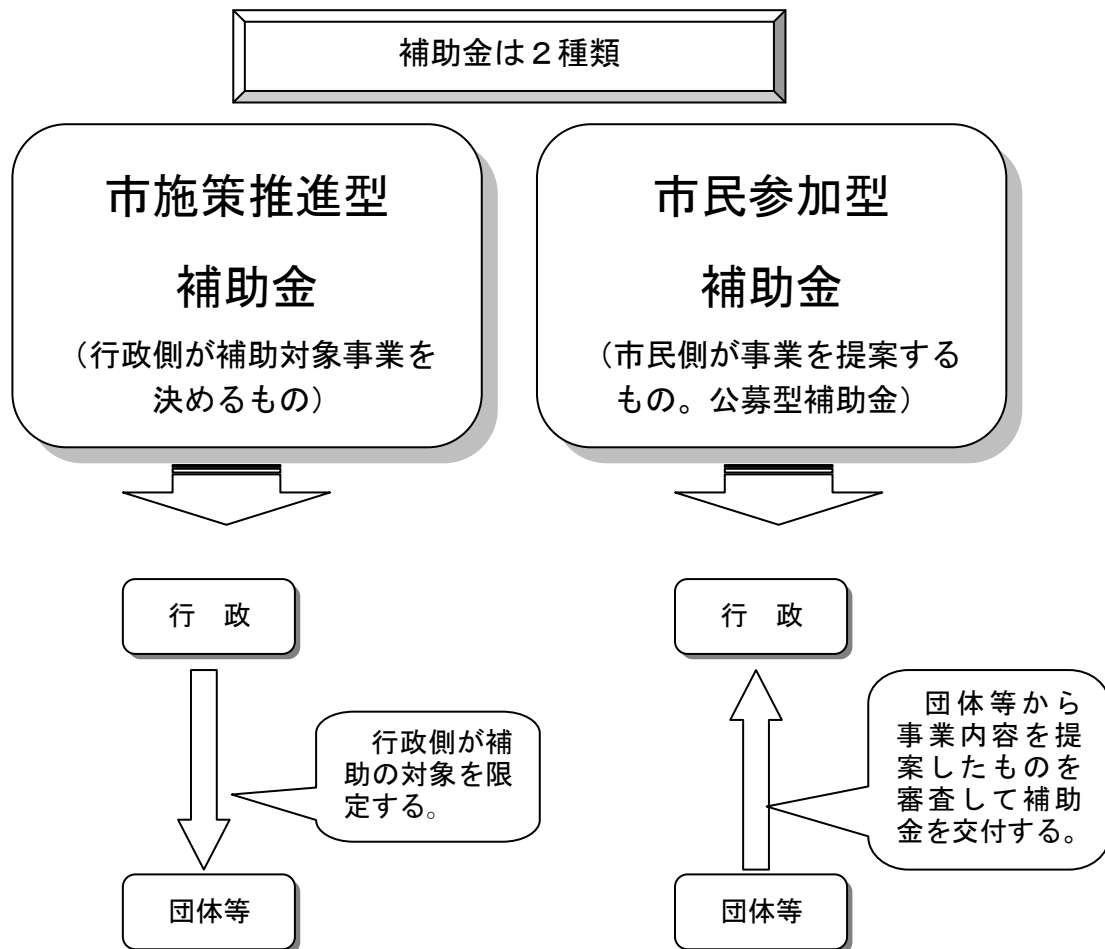 補助金は２種類
市施策推進型
補助金
（行政側が補助対象事業を
決めるもの）
市民参加型
補助金
（市民側が事業を提案する
もの。公募型補助金）
行　政
行政側が補
助の対象を限
定する。
団体等
行　政
団体等から
事業内容を提
案したものを
審査して補助
金を交付する。
団体等